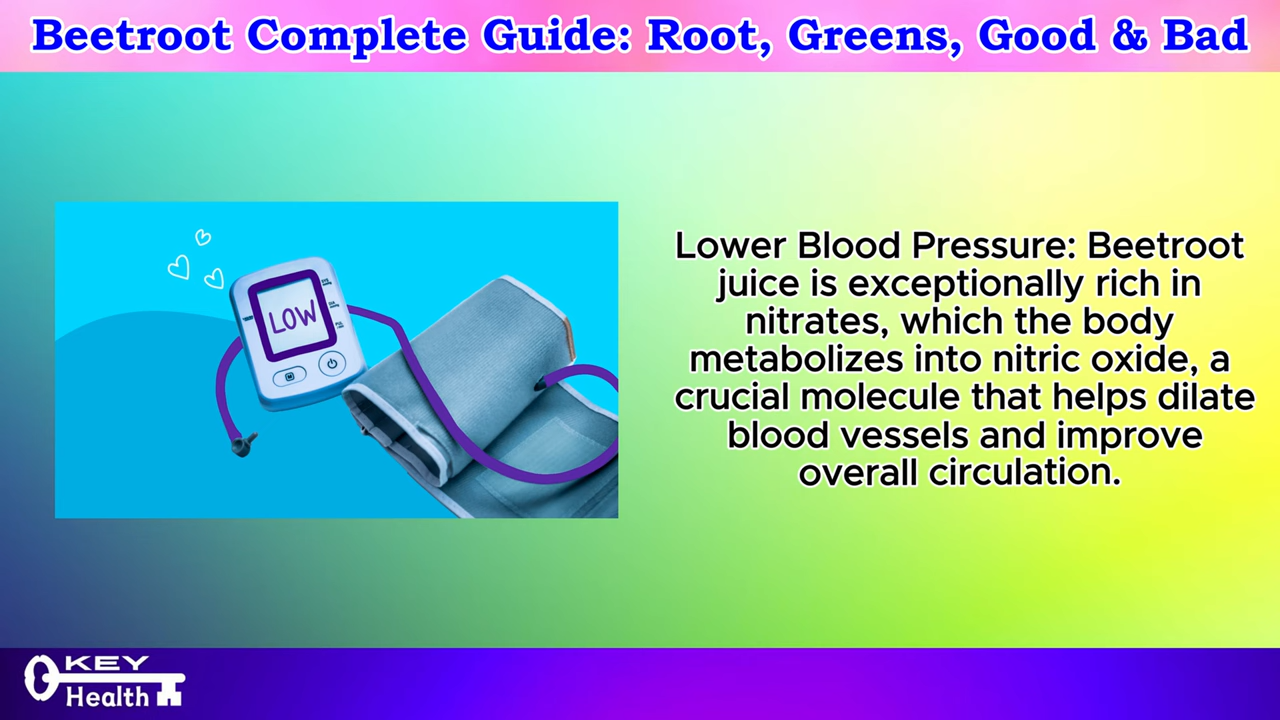 Beetroot Complete Guide: Root, Greens, Good & Bad
LOW
Lower Blood Pressure: Beetroot
juice is exceptionally rich in
nitrates, which the body
metabolizes into nitric oxide, a
crucial molecule that helps dilate
blood vessels and improve
overall circulation.
KEY
Health